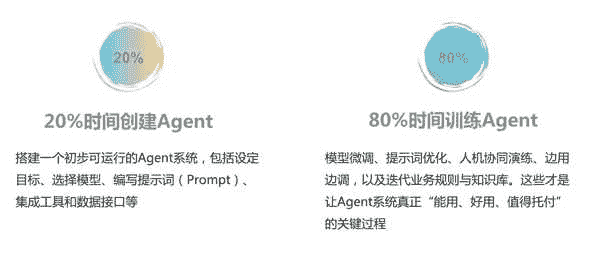 20%
20%时间创建Agent
搭建一个初步可运行的Agent系统，包括设定
目标、选择模型、编写提示词（Prompt）、
集成工具和数据接口等
80%
80%时间训练Agent
模型微调、提示词优化、人机协同演练、边用
边调，以及迭代业务规则与知识库。这些才是
让Agent系统真正“能用、好用、值得托付”
的关键过程